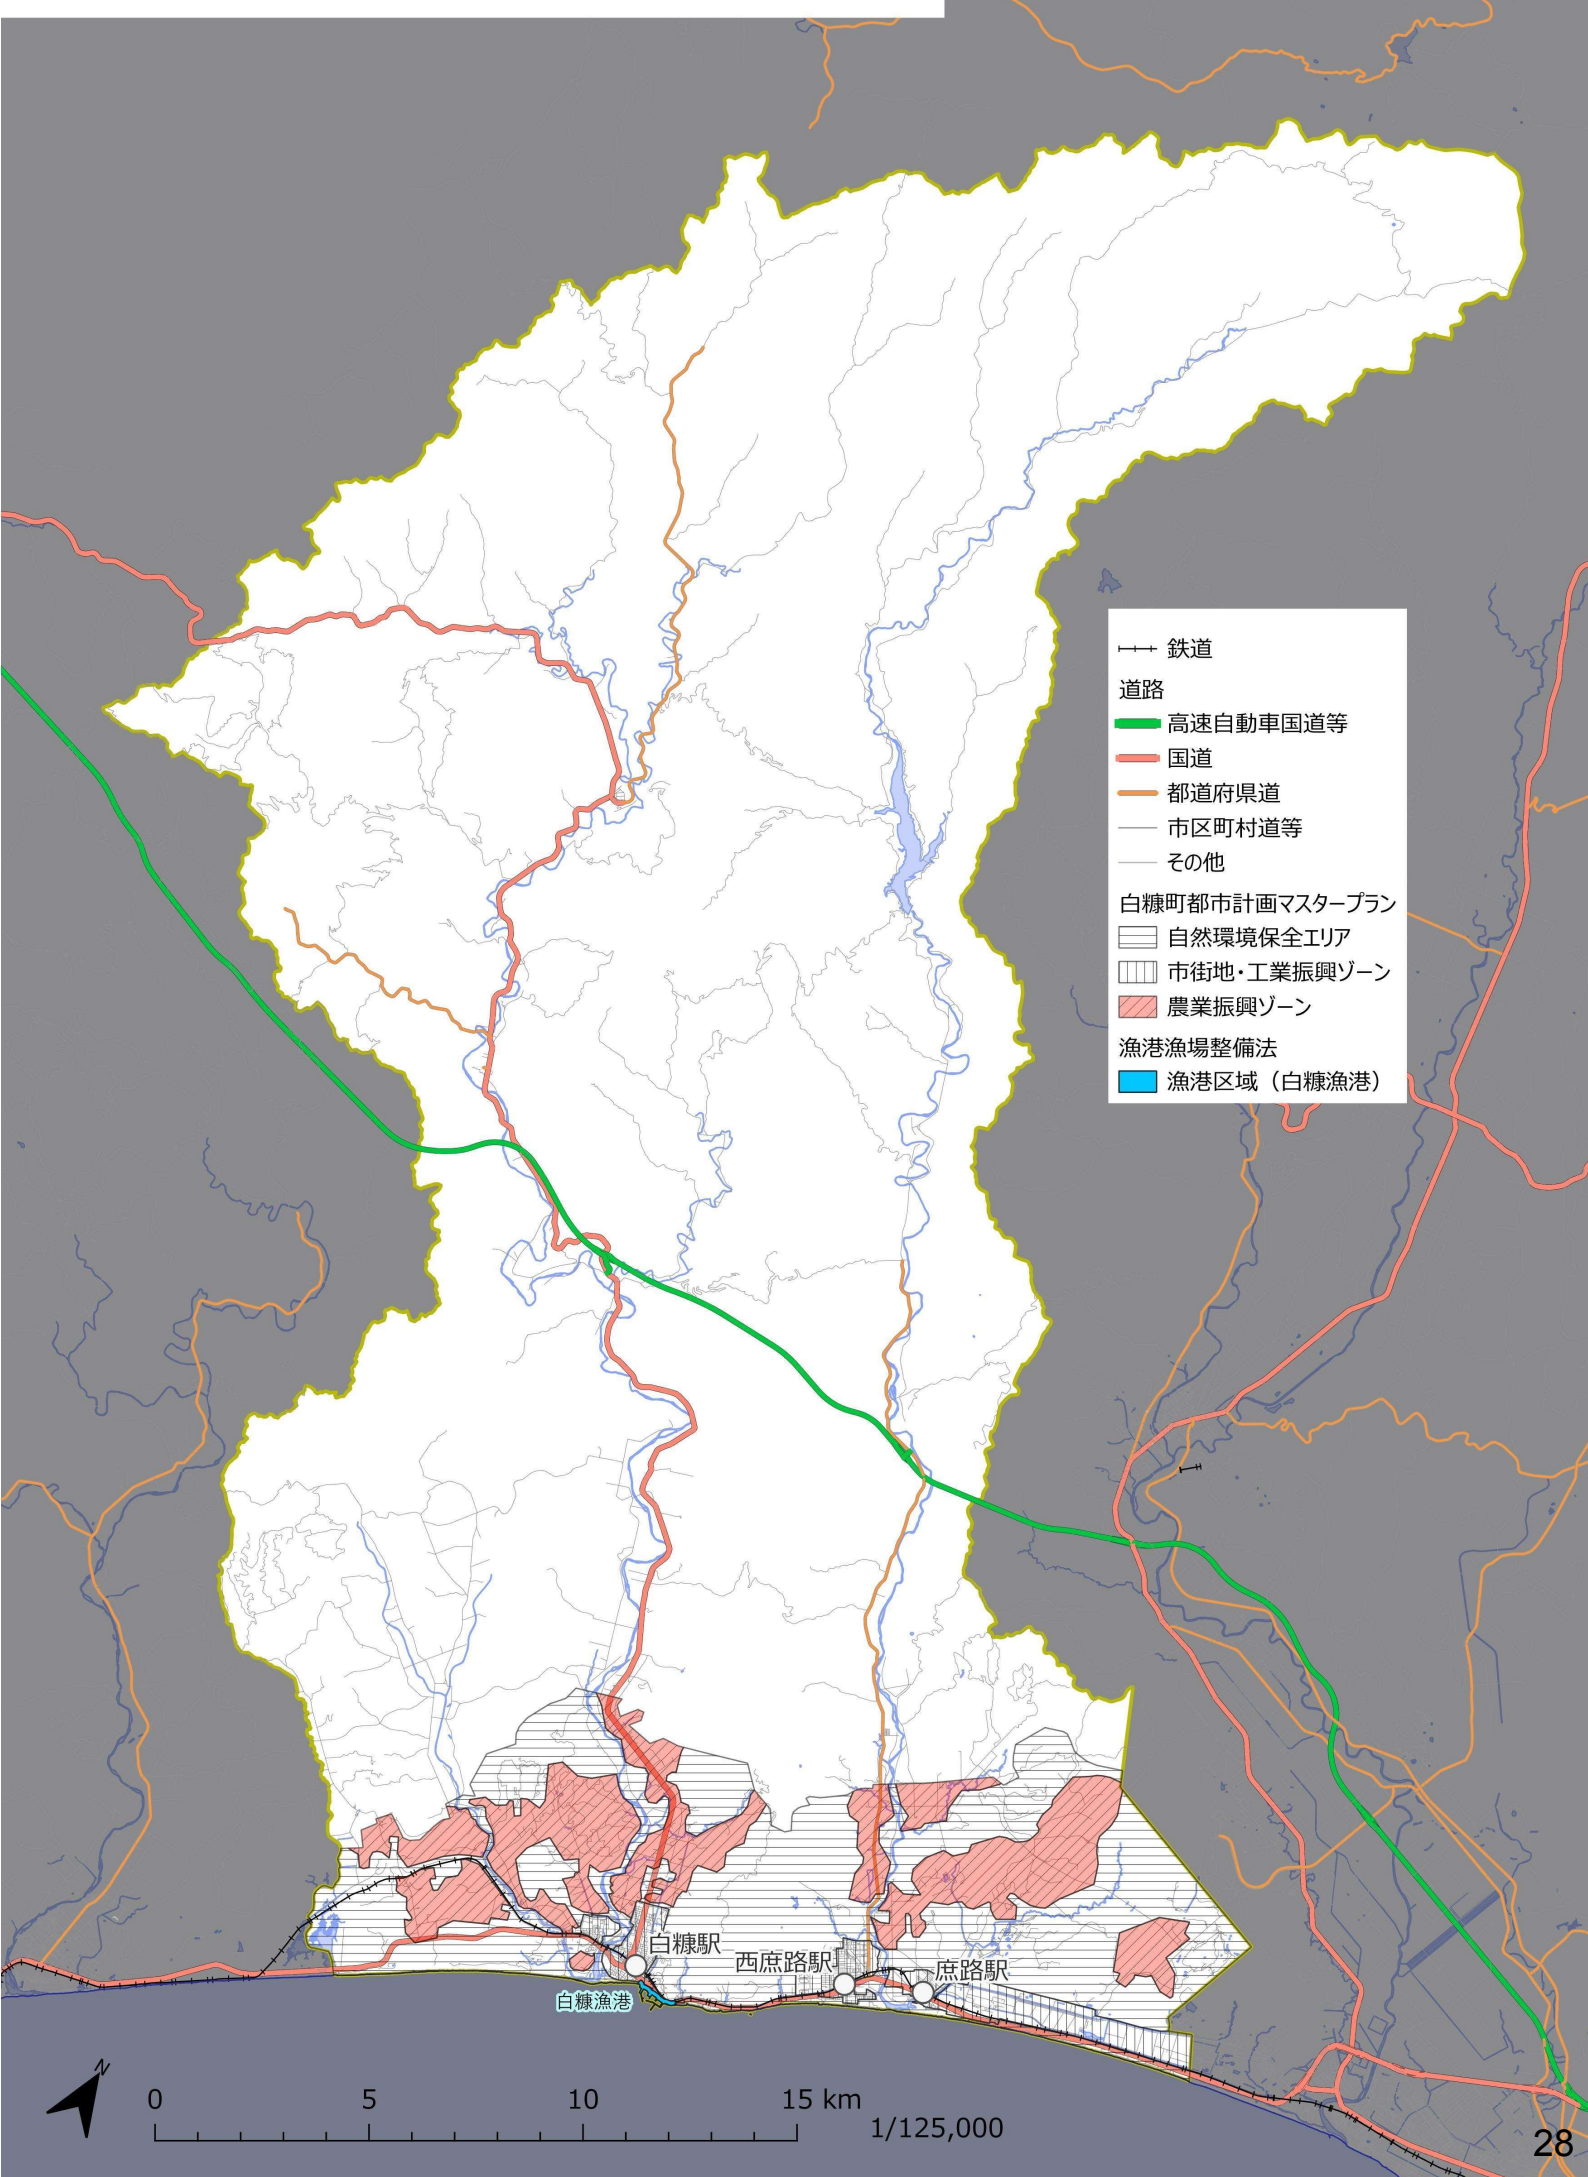 鉄道
道路
高速自動車国道等
国道
都道府県道
市区町村道等
その他
白糠町都市計画マスタープラン
自然環境保全エリア
市街地・工業振興ゾーン
農業振興ゾーン
漁港漁場整備法
漁港区域（白糠漁港）
白糠駅
西庶路駅
庶路駅
白糠漁港
N
0 5 10 15 km
1/125,000
28